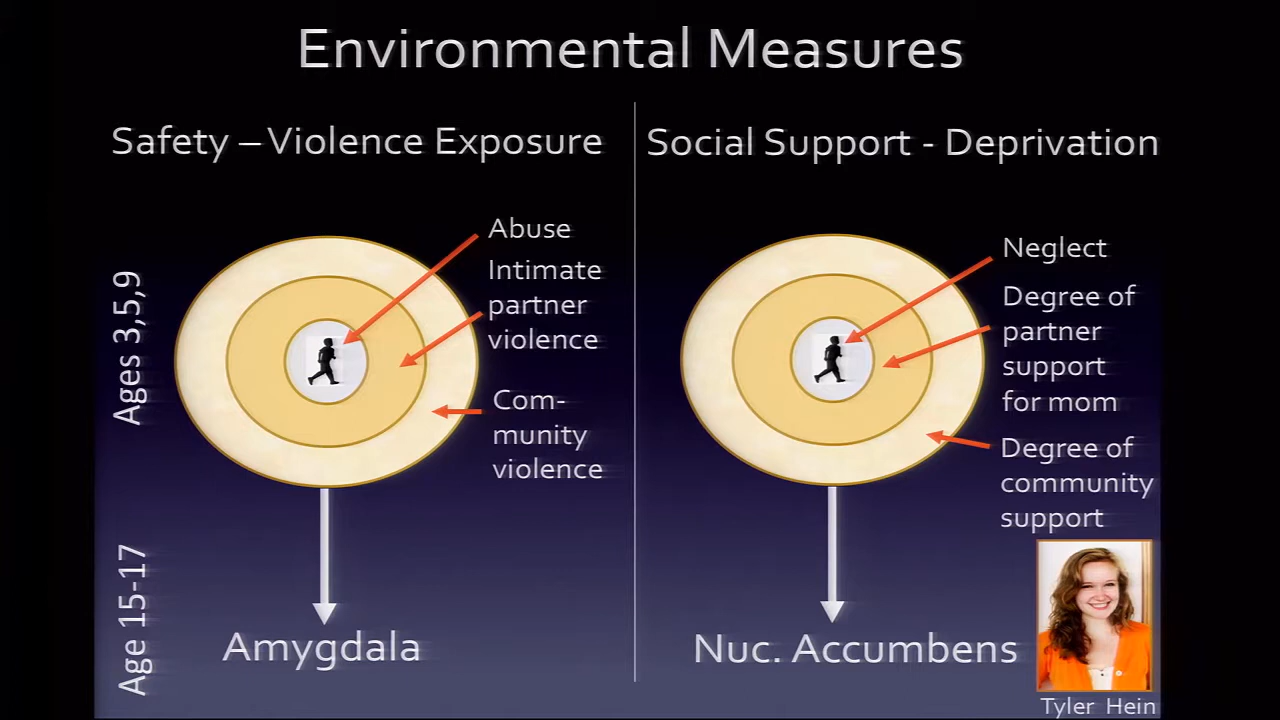 Environmental Measures
Safety – Violence Exposure
Abuse
Intimate
partner
violence
Com-
munity
violence
Ages 3,5,9
Age 15-17
Amygdala
Social Support - Deprivation
Neglect
Degree of
partner
support
for mom
Degree of
community
support
Nuc. Accumbens
Tyler Hein